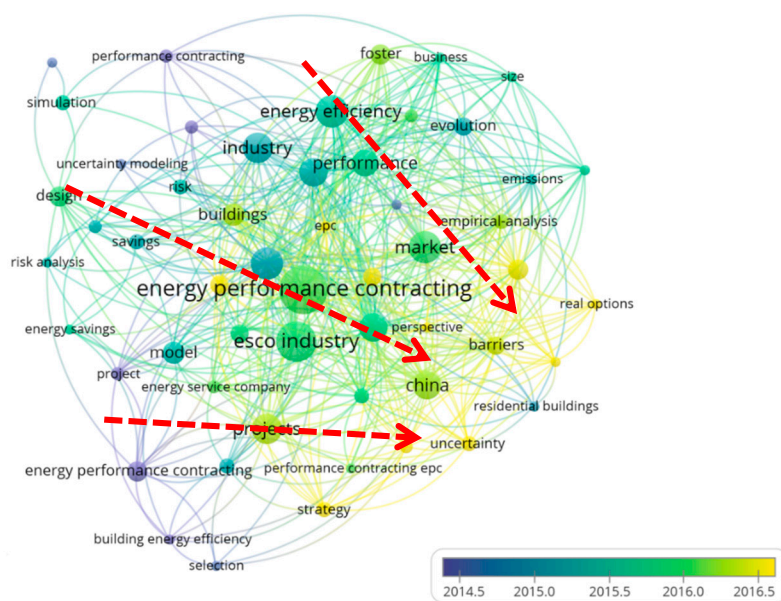 performance contracting
foster
business
size
simulation
energy efficiency
evolution
industry
performance
uncertainty modeling
risk
emissions
design
buildings
epc
empirical-analysis
savings
market
risk analysis
energy performance contracting
real options
energy savings
esco industry
perspective
barriers
model
project
energy service company
china
residential buildings
projects
uncertainty
energy performance contracting
performance contracting epc
strategy
building energy efficiency
selection
2014.5 2015.0 2015.5 2016.0 2016.5